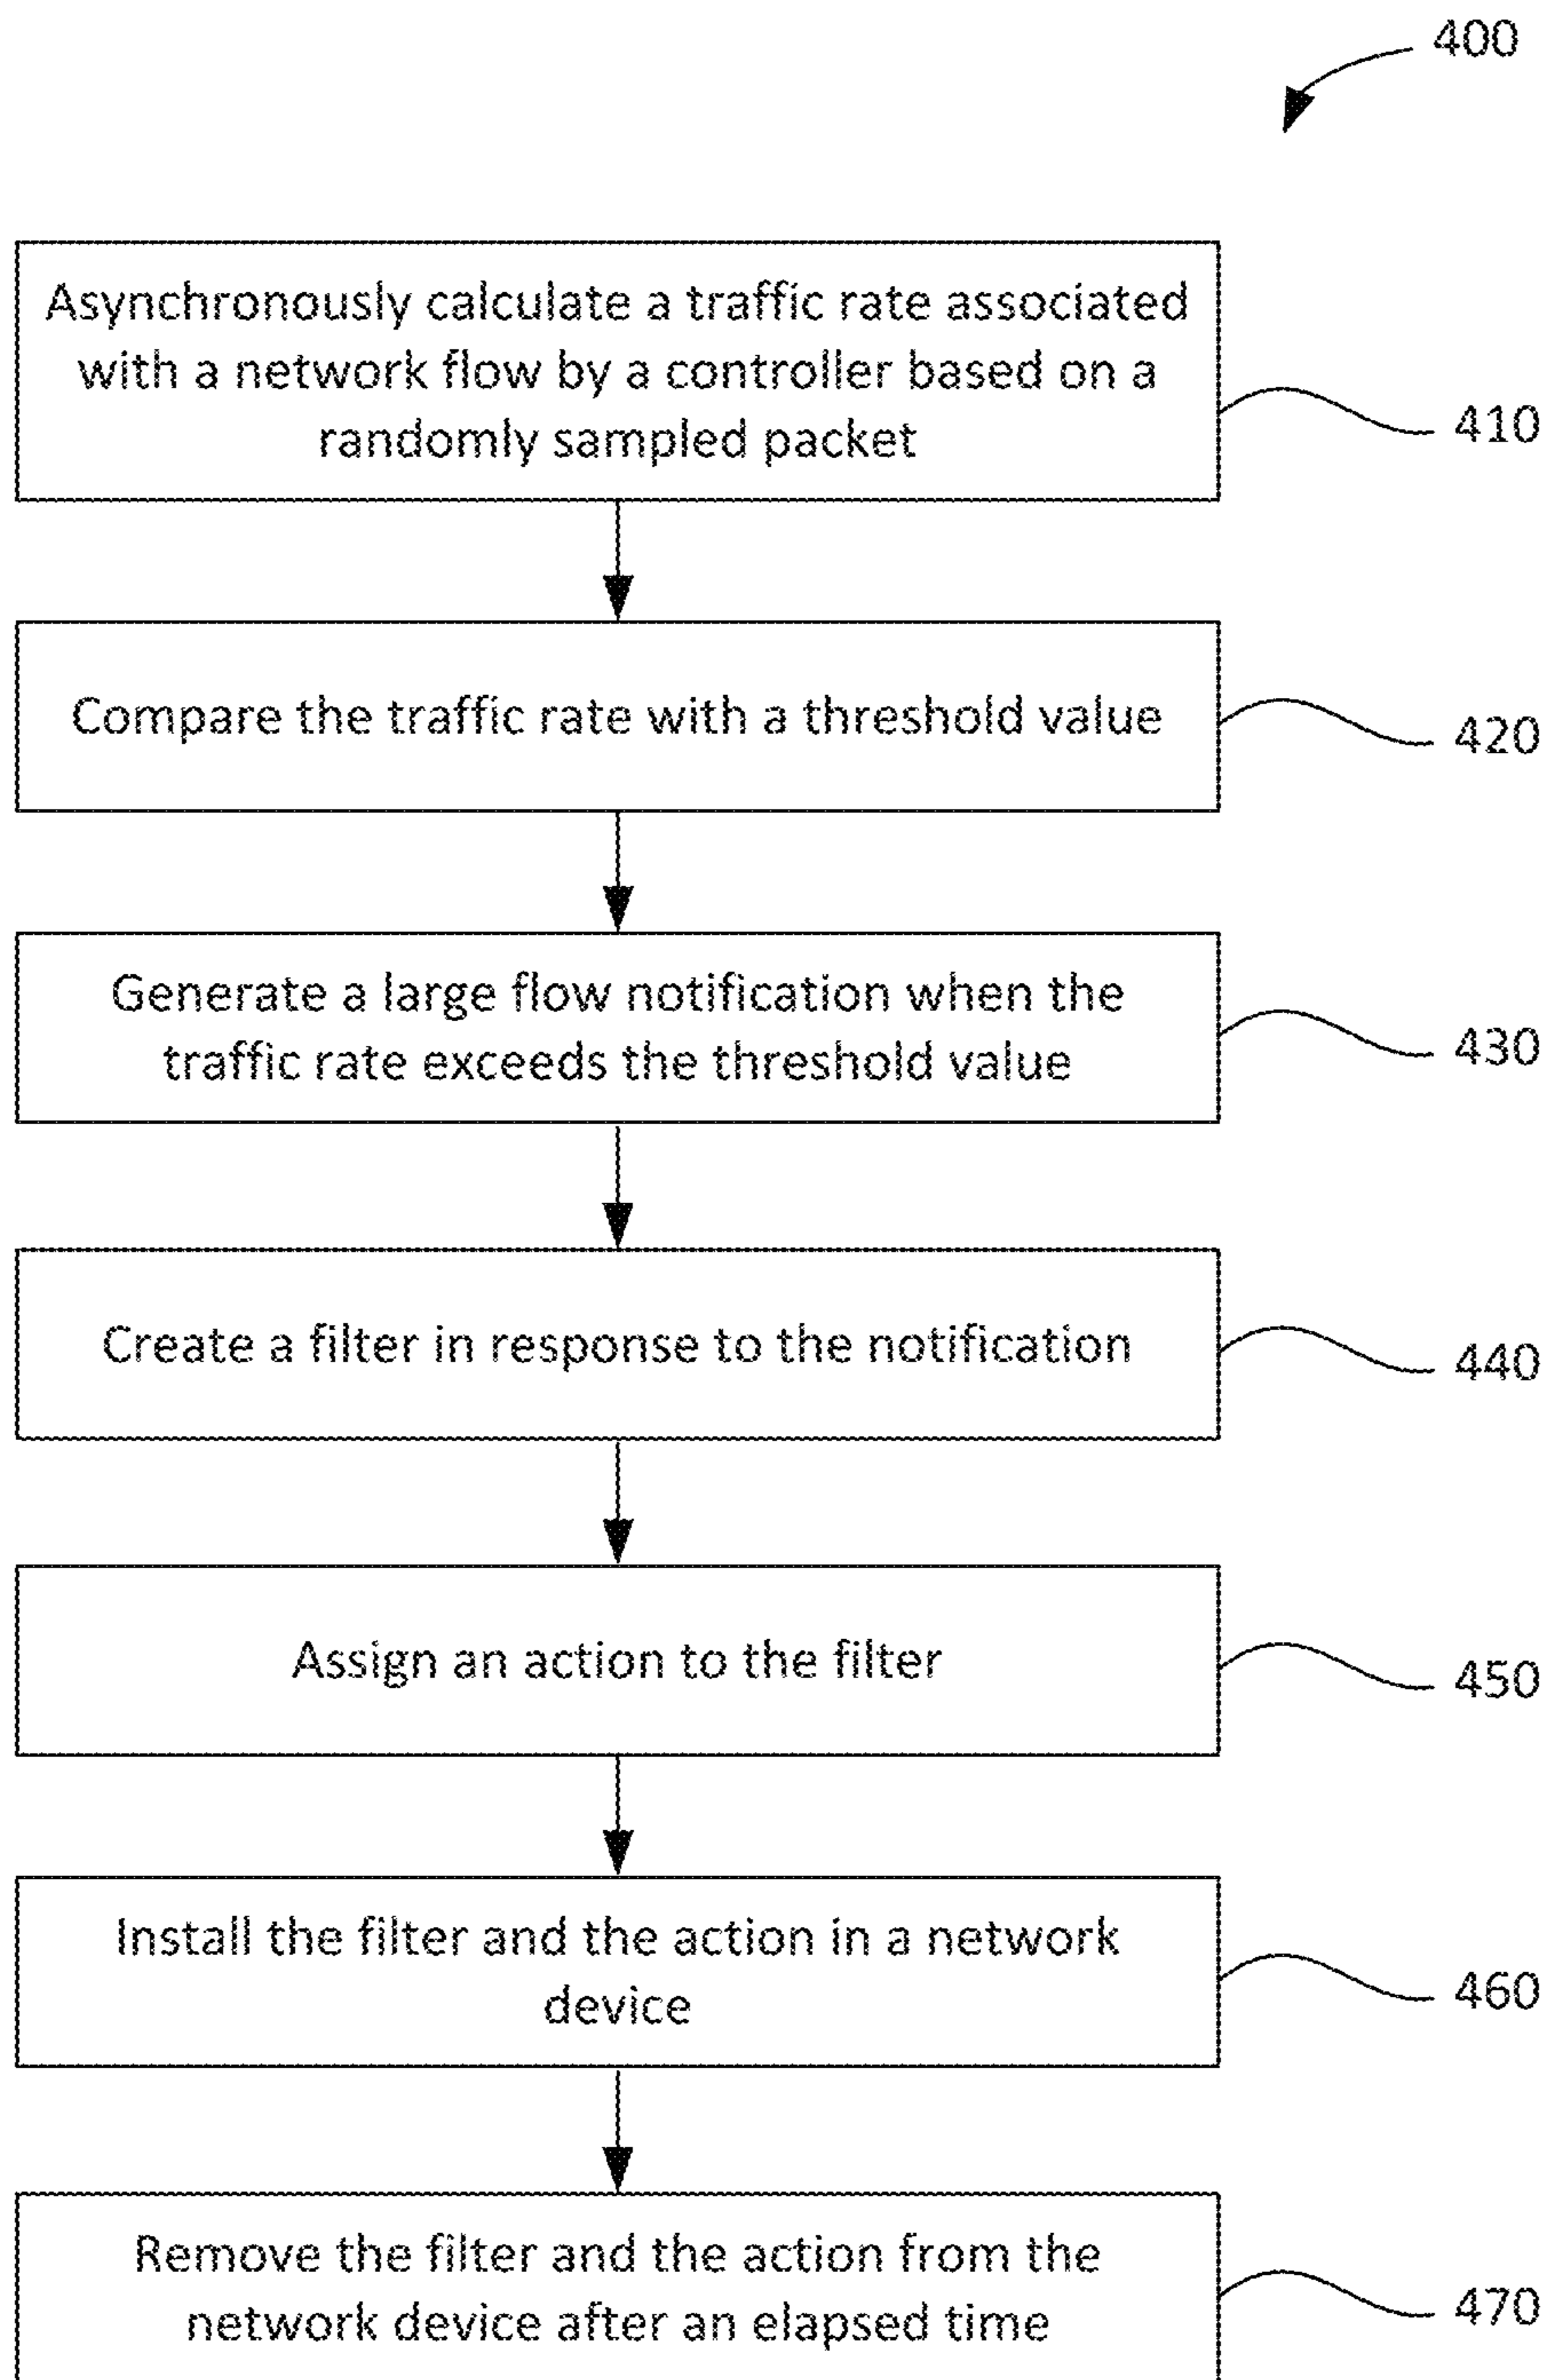 400
Asynchronously calculate a traffic rate associated
with a network flow by a controller based on a
randomly sampled packet
410
Compare the traffic rate with a threshold value
420
Generate a large flow notification when the
traffic rate exceeds the threshold value
430
Create a filter in response to the notification
440
Assign an action to the filter
450
Install the filter and the action in a network
device
460
Remove the filter and the action from the
network device after an elapsed time
470